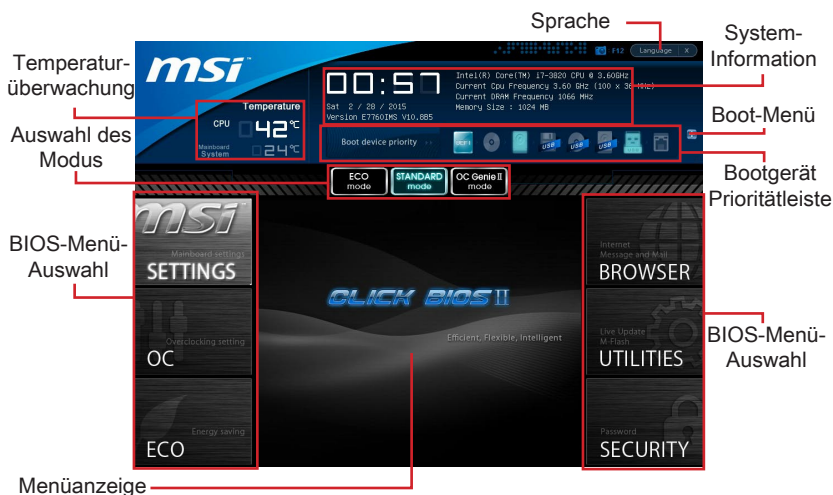 Sprache
System-
Information
Temperatur-
überwachung
Boot-Menü
Auswahl des
Modus
Bootgerät
Prioritätleiste
BIOS-Menü-
Auswahl
BIOS-Menü-
Auswahl
Menüanzeige
msi
F12
Language
X
00:57
Sat 2 / 28 / 2015
Version E7760IMS V10.8B5
Intel(R) Core(TM) i7-3820 CPU @ 3.60GHz
Current Cpu Frequency 3.60 GHz (100 x 36 MHz)
Current DRAM Frequency 1066 MHz
Memory Size : 1024 MB
Temperature
CPU 42°C
Mainboard
System 24°C
Boot device priority
UEFI
USB
USB
USB
ECO
mode
STANDARD
mode
OC Genie II
mode
msi
Mainboard settings
SETTINGS
Overclocking setting
OC
Energy saving
ECO
CLICK BIOS II
Efficient, Flexible, Intelligent
Internet
Message and Mail
BROWSER
Live Update
M-Flash
UTILITIES
Password
SECURITY